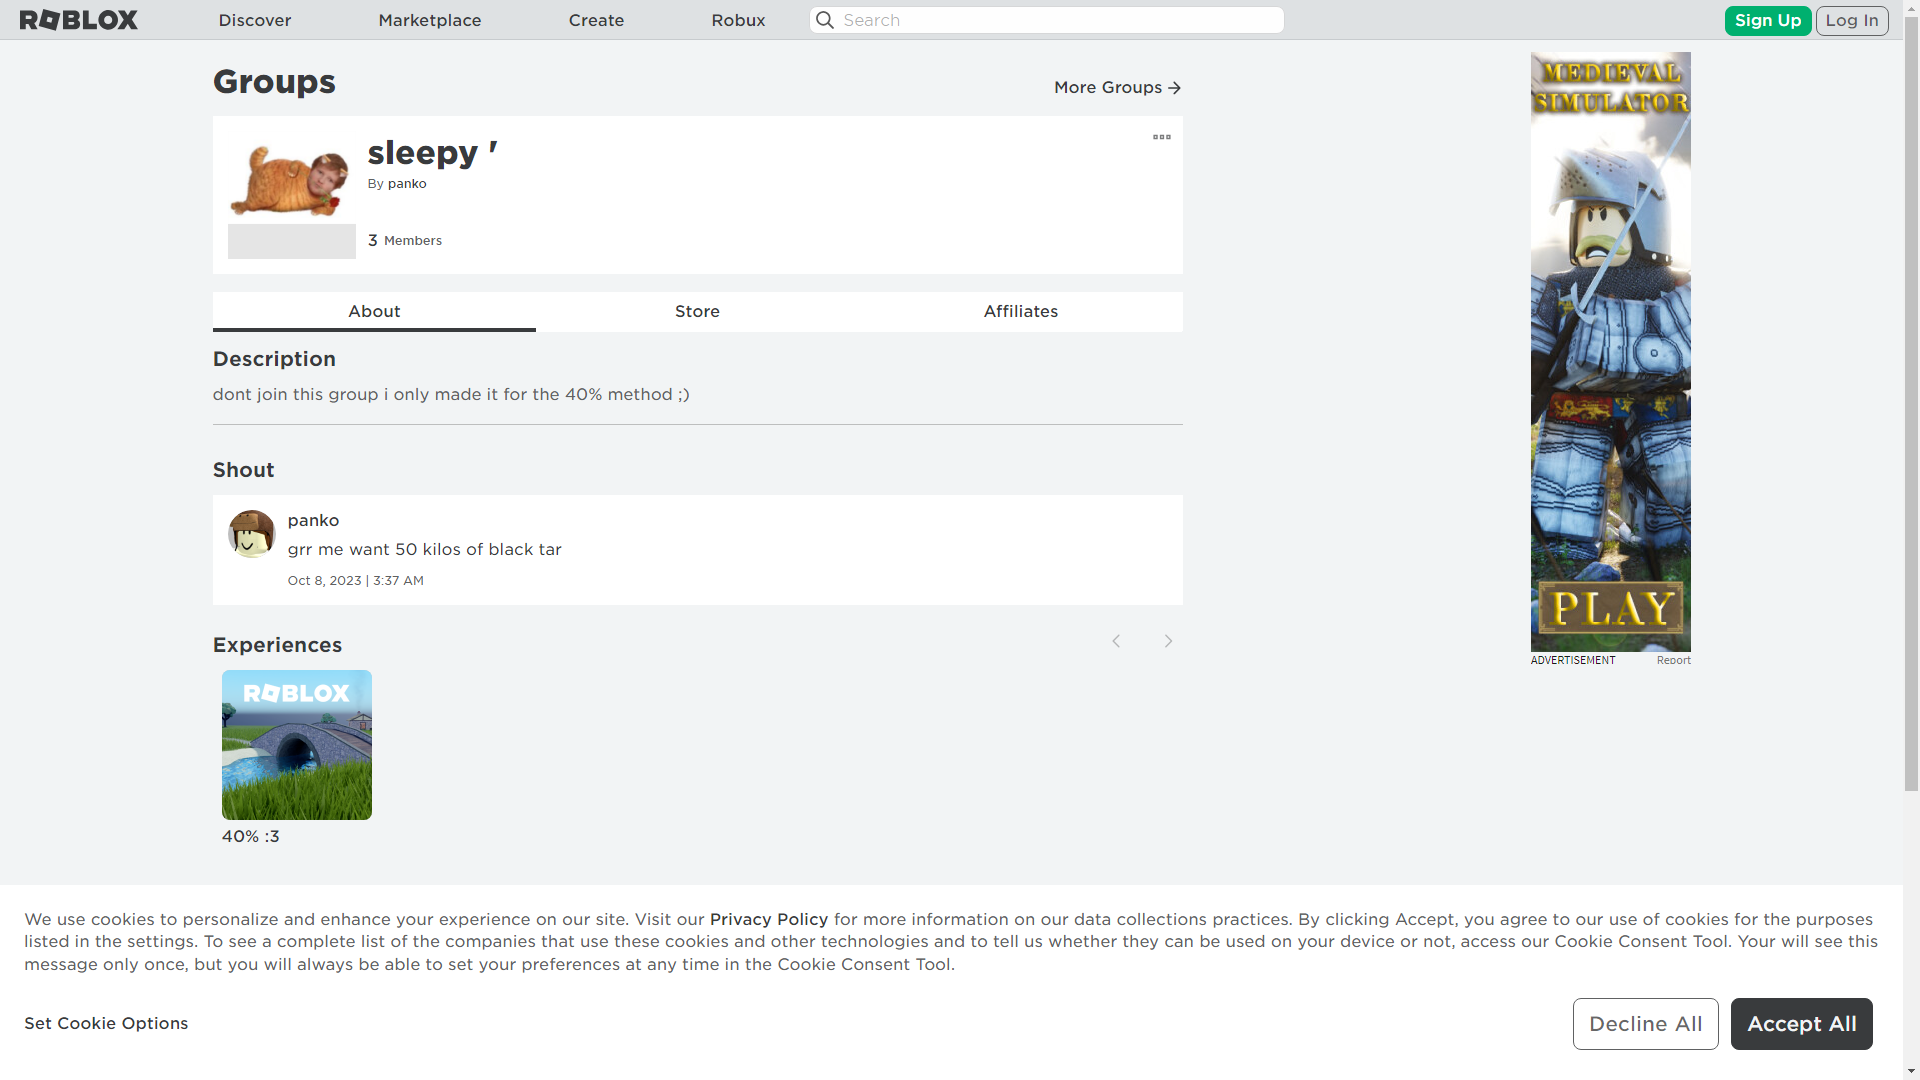 ROBLOX
Discover
Marketplace
Create
Robux
Search
Sign Up
Log In
Groups
More Groups
sleepy '
By panko
3 Members
About
Store
Affiliates
Description
dont join this group i only made it for the 40% method ;)
Shout
panko
grr me want 50 kilos of black tar
Oct 8, 2023 | 3:37 AM
Experiences
ROBLOX
40% :3
MEDIEVAL
SIMULATOR
PLAY
ADVERTISEMENT
Report
We use cookies to personalize and enhance your experience on our site. Visit our Privacy Policy for more information on our data collections practices. By clicking Accept, you agree to our use of cookies for the purposes
listed in the settings. To see a complete list of the companies that use these cookies and other technologies and to tell us whether they can be used on your device or not, access our Cookie Consent Tool. Your will see this
message only once, but you will always be able to set your preferences at any time in the Cookie Consent Tool.
Set Cookie Options
Decline All
Accept All